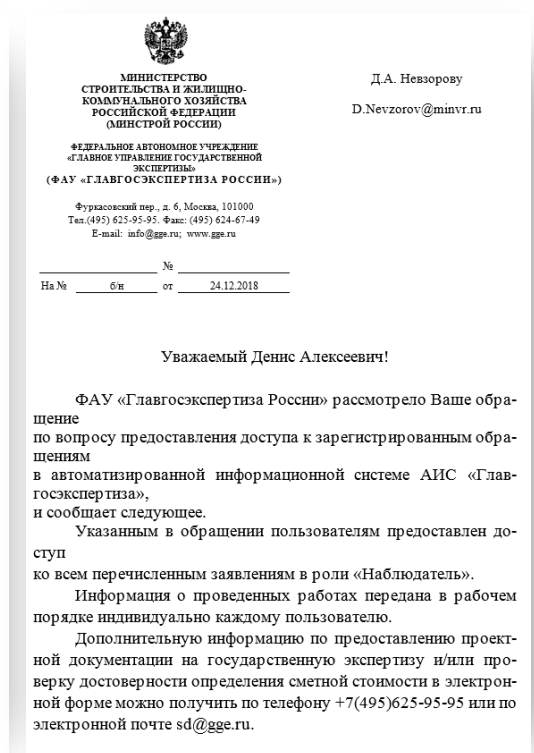 МИНИСТЕРСТВО
СТРОИТЕЛЬСТВА И ЖИЛИЩНО-
КОММУНАЛЬНОГО ХОЗЯЙСТВА
РОССИЙСКОЙ ФЕДЕРАЦИИ
(МИНСТРОЙ РОССИИ)
ФЕДЕРАЛЬНОЕ АВТОНОМНОЕ УЧРЕЖДЕНИЕ
«ГЛАВНОЕ УПРАВЛЕНИЕ ГОСУДАРСТВЕННОЙ
ЭКСПЕРТИЗЫ»
(ФАУ «ГЛАВГОСЭКСПЕРТИЗА РОССИИ»)
Фуркасовский пер., д. 6, Москва, 101000
Тел.(495) 625-95-95. Факс: (495) 624-67-49
E-mail: info@gge.ru; www.gge.ru
№
На № б/н от 24.12.2018
Д.А. Невзорову
D.Nevzorov@minvr.ru
Уважаемый Денис Алексеевич!
ФАУ «Главгосэкспертиза России» рассмотрело Ваше обра-
щение
по вопросу предоставления доступа к зарегистрированным обра-
щениям
в автоматизированной информационной системе АИС «Глав-
госэкспертиза»,
и сообщает следующее.
Указанным в обращении пользователям предоставлен до-
ступ
ко всем перечисленным заявлениям в роли «Наблюдатель».
Информация о проведенных работах передана в рабочем
порядке индивидуально каждому пользователю.
Дополнительную информацию по предоставлению проект-
ной документации на государственную экспертизу и/или про-
верку достоверности определения сметной стоимости в электрон-
ной форме можно получить по телефону +7(495)625-95-95 или по
электронной почте sd@gge.ru.